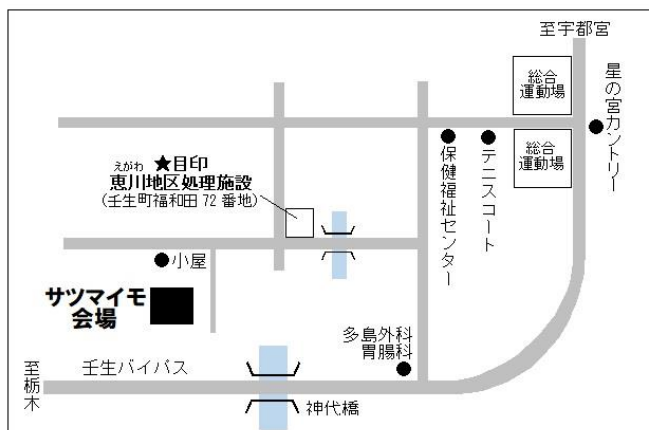 至宇都宮
総合
運動場
星の宮カントリー
総合
運動場
テニスコート
保健福祉センター
えがわ
★目印
恵川地区処理施設
(壬生町福和田 72 番地)
小屋
サツマイモ
会場
多島外科
胃腸科
壬生バイパス
至栃木
神代橋